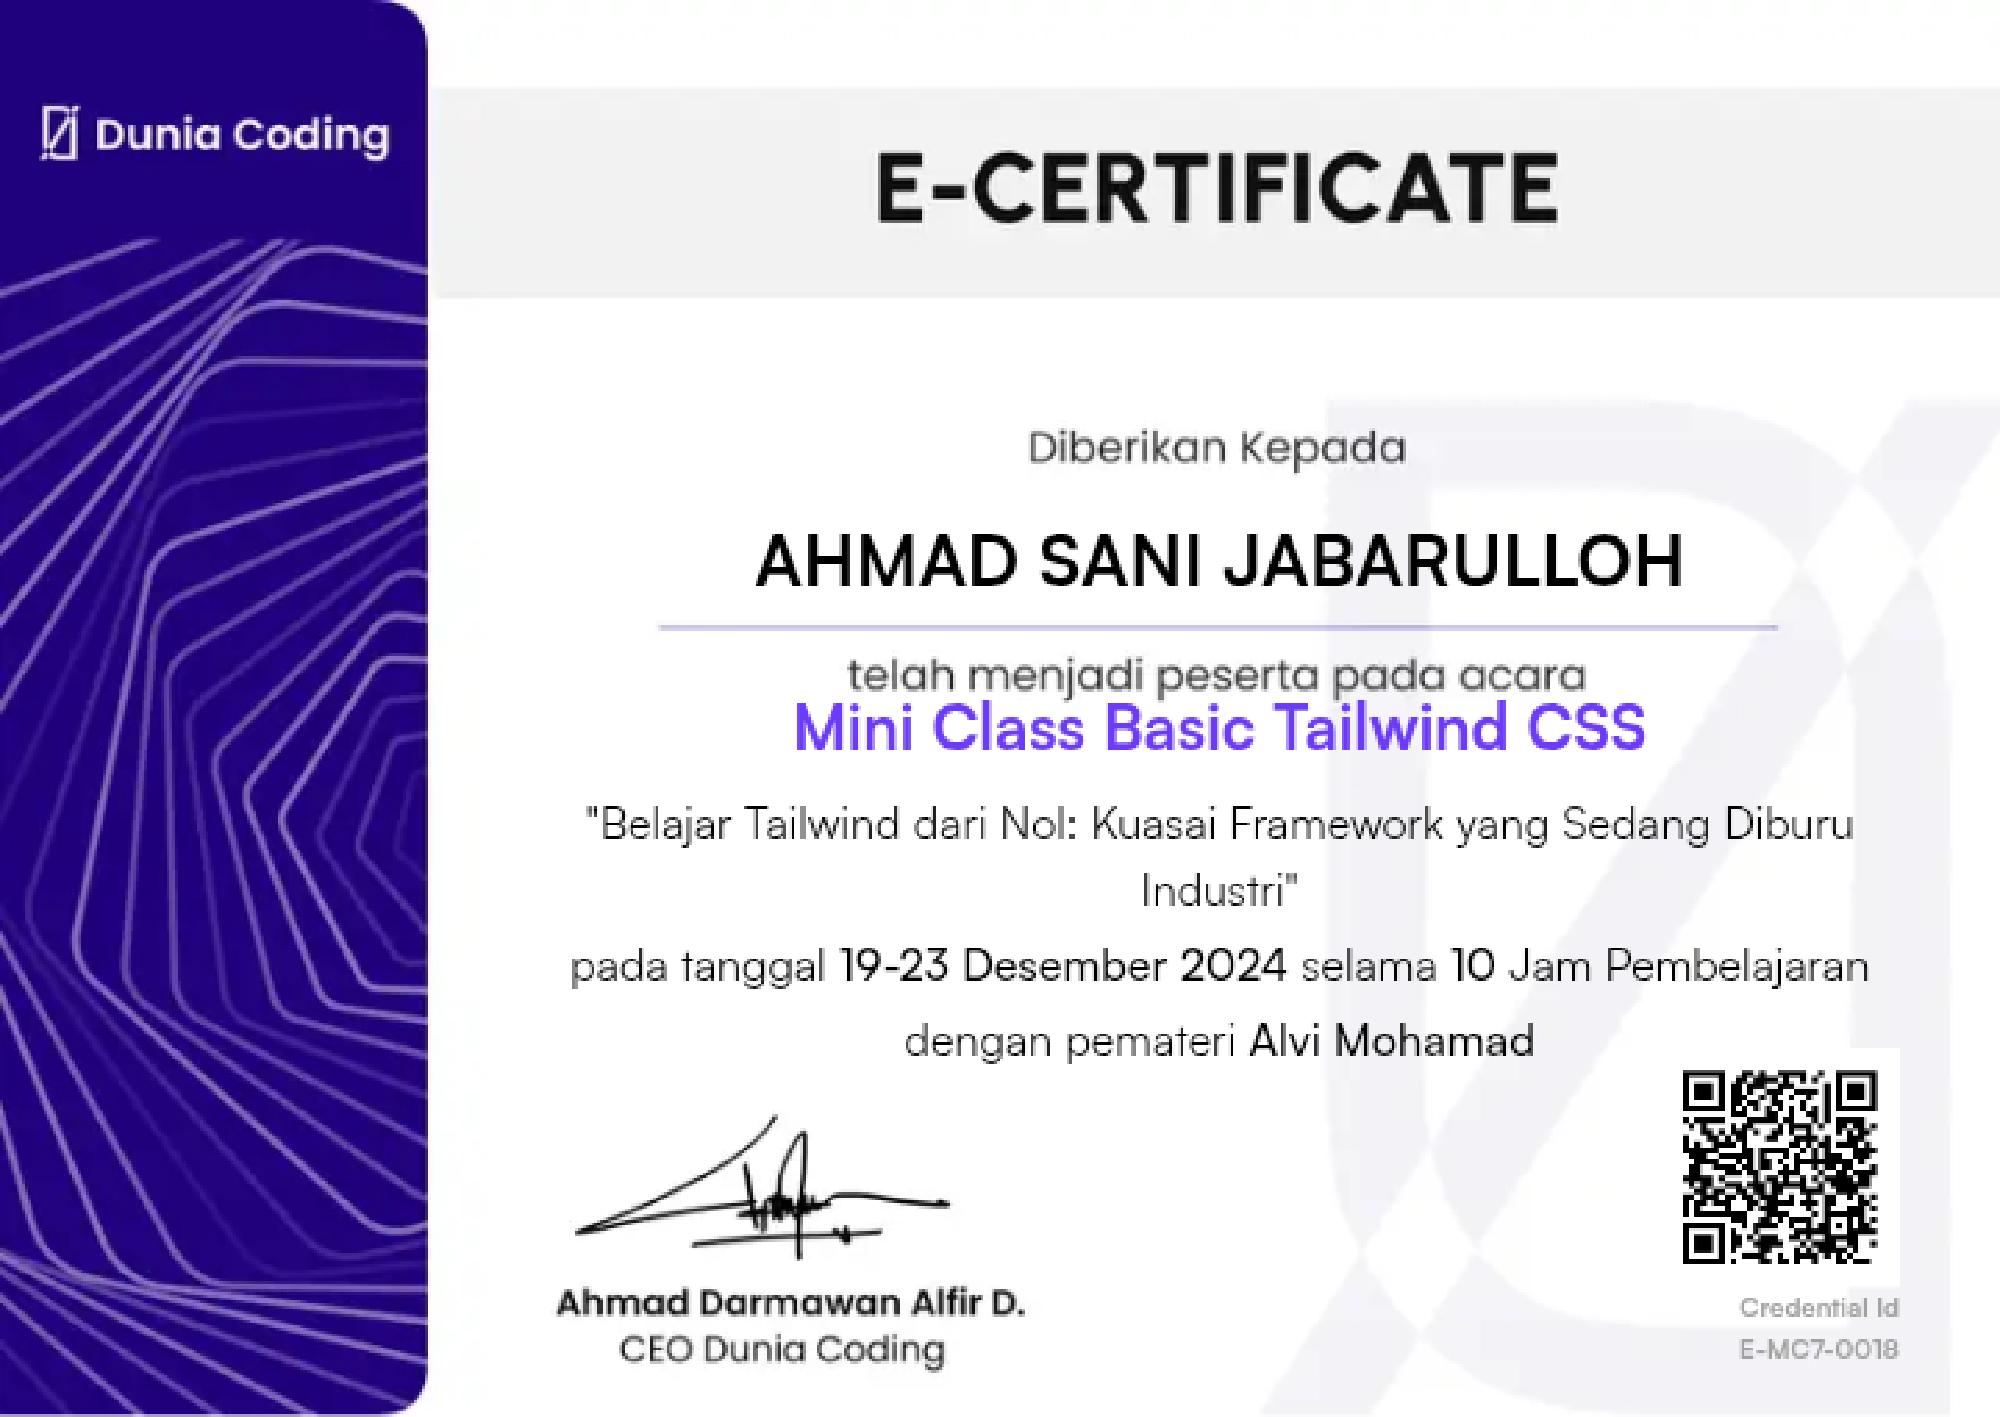 Dunia Coding
E-CERTIFICATE
Diberikan Kepada
AHMAD SANI JABARULLOH
telah menjadi peserta pada acara
Mini Class Basic Tailwind CSS
"Belajar Tailwind dari Nol: Kuasai Framework yang Sedang Diburu
Industri"
pada tanggal 19-23 Desember 2024 selama 10 Jam Pembelajaran
dengan pemateri Alvi Mohamad
Ahmad Darmawan Alfir D.
CEO Dunia Coding
Credential Id
E-MC7-0018